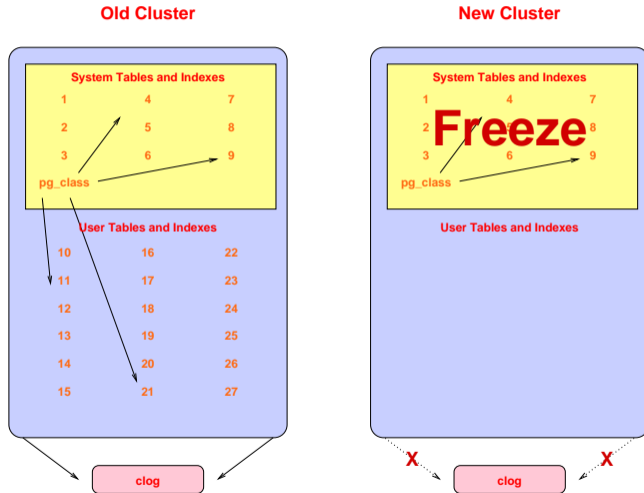 Old Cluster
System Tables and Indexes
1 4 7
2 5 8
3 6 9
pg_class
User Tables and Indexes
10 16 22
11 17 23
12 18 24
13 19 25
14 20 26
15 21 27
clog
New Cluster
System Tables and Indexes
1 4 7
2 5 8
Freeze
3 6 9
pg_class
User Tables and Indexes
X X
clog